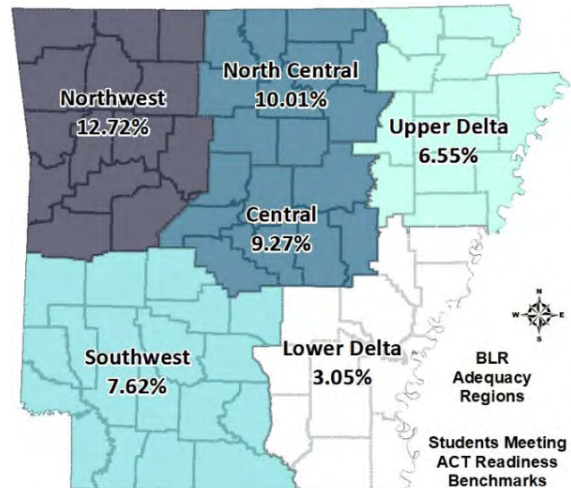 North Central
10.01%
Northwest
12.72%
Upper Delta
6.55%
Central
9.27%
Southwest
7.62%
Lower Delta
3.05%
N
W
E
S
BLR
Adequacy
Regions
Students Meeting
ACT Readiness
Benchmarks